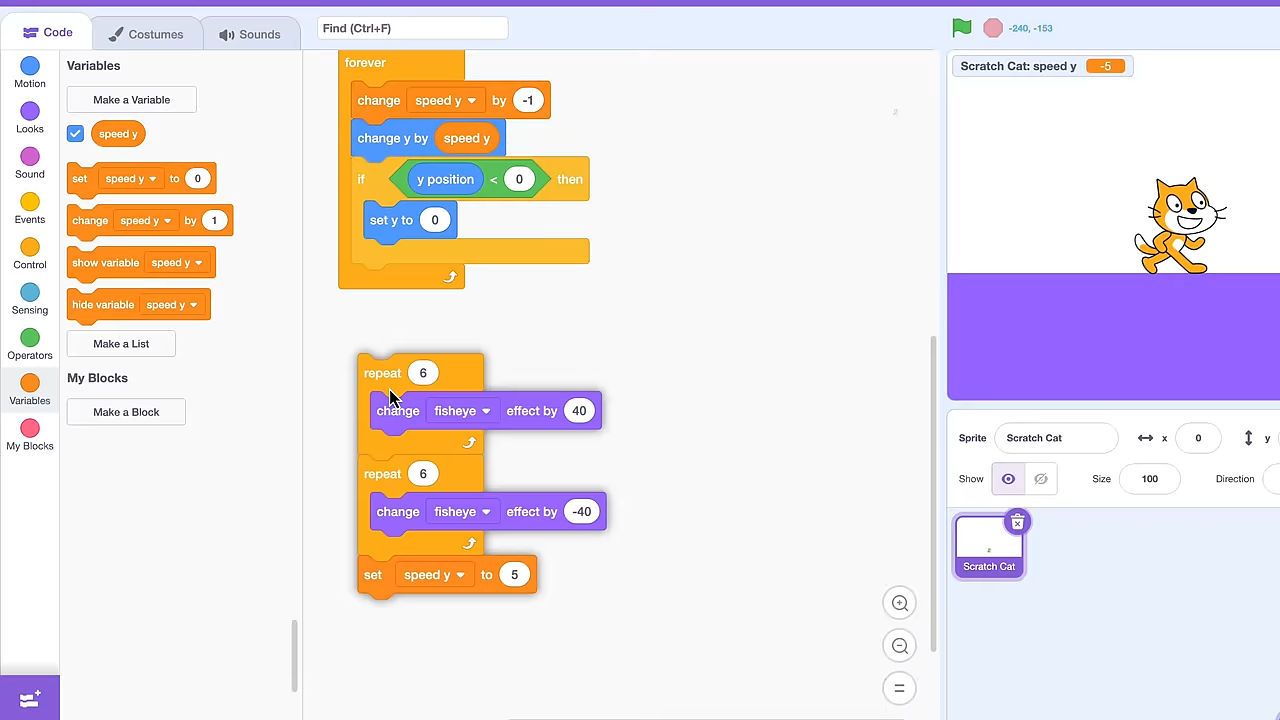 Code
Costumes
Sounds
Find (Ctrl+F)
-240, -153
Motion
Looks
Sound
Events
Control
Sensing
Operators
Variables
My Blocks
Variables
Make a Variable
speed y
set speed y to 0
change speed y by 1
show variable speed y
hide variable speed y
Make a List
My Blocks
Make a Block
forever
change speed y by -1
change y by speed y
if y position < 0 then
set y to 0
repeat 6
change fisheye effect by 40
repeat 6
change fisheye effect by -40
set speed y to 5
Scratch Cat: speed y -5
Sprite Scratch Cat x 0 y
Show Size 100 Direction
Scratch Cat